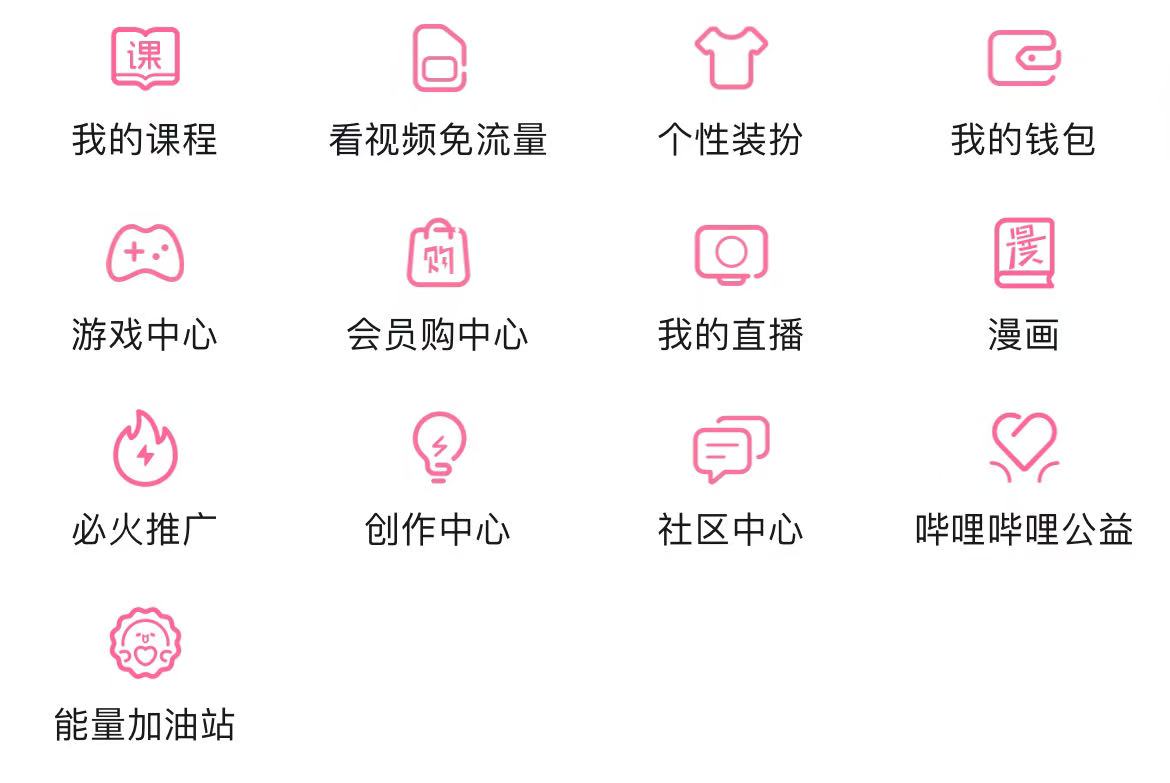 课
我的课程
看视频免流量
个性装扮
我的钱包
购
漫
游戏中心
会员购中心
我的直播
漫画
必火推广
创作中心
社区中心
哔哩哔哩公益
能量加油站